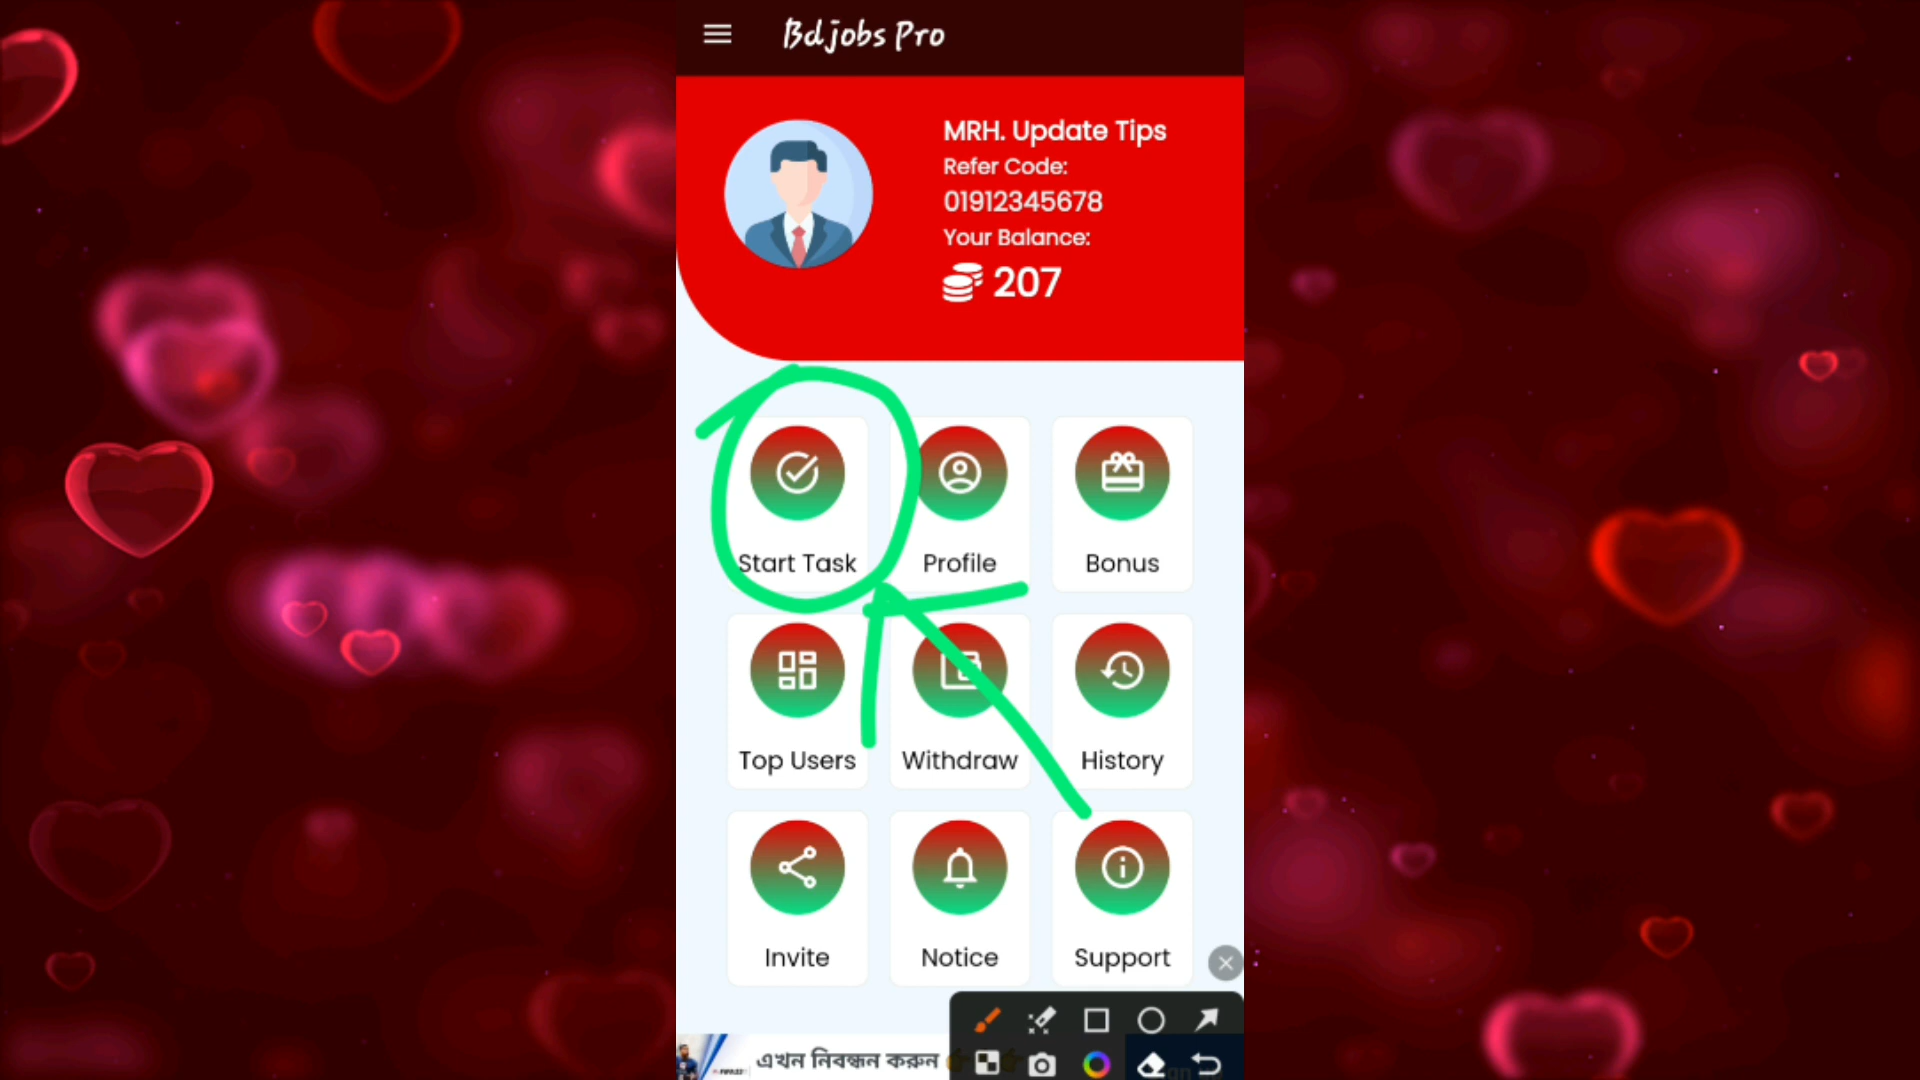 Bdjobs Pro
MRH. Update Tips
Refer Code:
01912345678
Your Balance:
207
Start Task
Profile
Bonus
Top Users
Withdraw
History
Invite
Notice
Support
এখন নিবন্ধন করুন